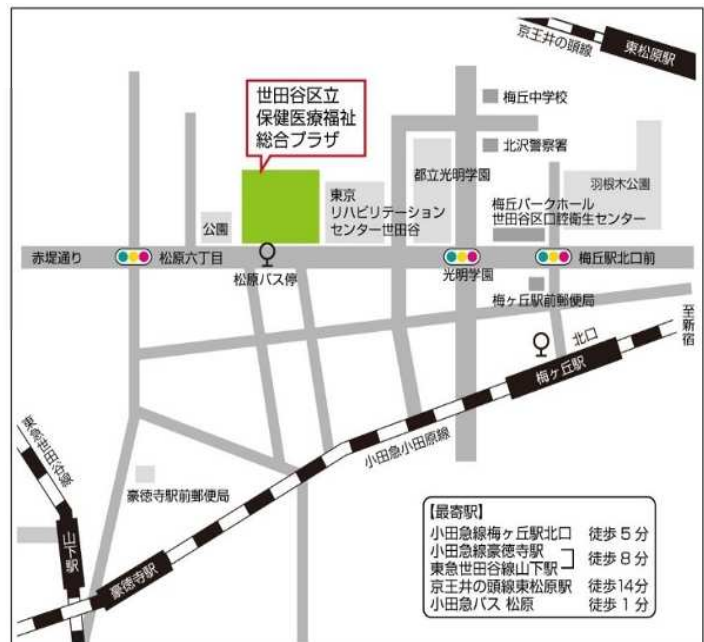 京王井の頭線
東松原駅
世田谷区立
保健医療福祉
総合プラザ
梅丘中学校
北沢警察署
都立光明学園
羽根木公園
東京
リハビリテーション
センター世田谷
梅丘パークホール
世田谷区口腔衛生センター
公園
赤堤通り
松原六丁目
松原バス停
光明学園
梅丘駅北口前
梅ヶ丘駅前郵便局
至新宿
北口
梅ヶ丘駅
小田急小田原線
東急世田谷線
豪徳寺駅前郵便局
山下駅
豪徳寺駅
【最寄駅】
小田急線梅ヶ丘駅北口 徒歩5分
小田急線豪徳寺駅
東急世田谷線山下駅 徒歩8分
京王井の頭線東松原駅 徒歩14分
小田急バス 松原 徒歩1分